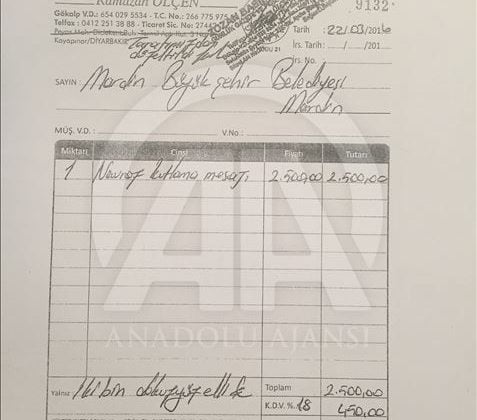 Ramazan ÖLÇEN
9132
Gökalp V.D.: 654 029 5534 - T.C. No.: 266 775 975
Telfax : 0412 251 38 88 - Ticaret Sic. No: 2744
Kayapınar/DİYARBAKIR
Tarih : 22/03/2016
İrs. Tarih : ..../..../201....
İrs. No :
SAYIN : Mardin Büyükşehir Belediyesi
Mardin
MÜŞ. V.D. : V.No :
Miktarı Cinsi Fiyatı Tutarı
1 Nevroz kutlama mesajı 2.500,00 2.500,00
ANADOLU AJANSI
Yalnız İkibin dokuzyüz elli Toplam 2.500,00
K.D.V. %.18 450,00